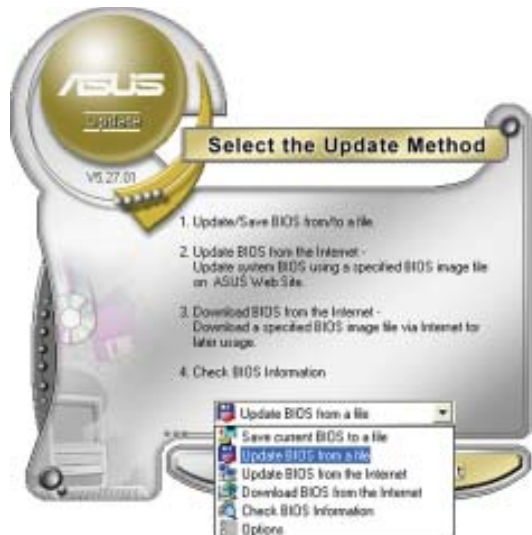 ASUS
Update
V5.27.01
Select the Update Method
1. Update/Save BIOS from/to a file
2. Update BIOS from the Internet -
Update system BIOS using a specified BIOS image file
on ASUS Web Site.
3. Download BIOS from the Internet -
Download a specified BIOS image file via Internet for
later usage.
4. Check BIOS Information
Update BIOS from a file
Save current BIOS to a file
Update BIOS from a file
Update BIOS from the Internet
Download BIOS from the Internet
Check BIOS Information
Options